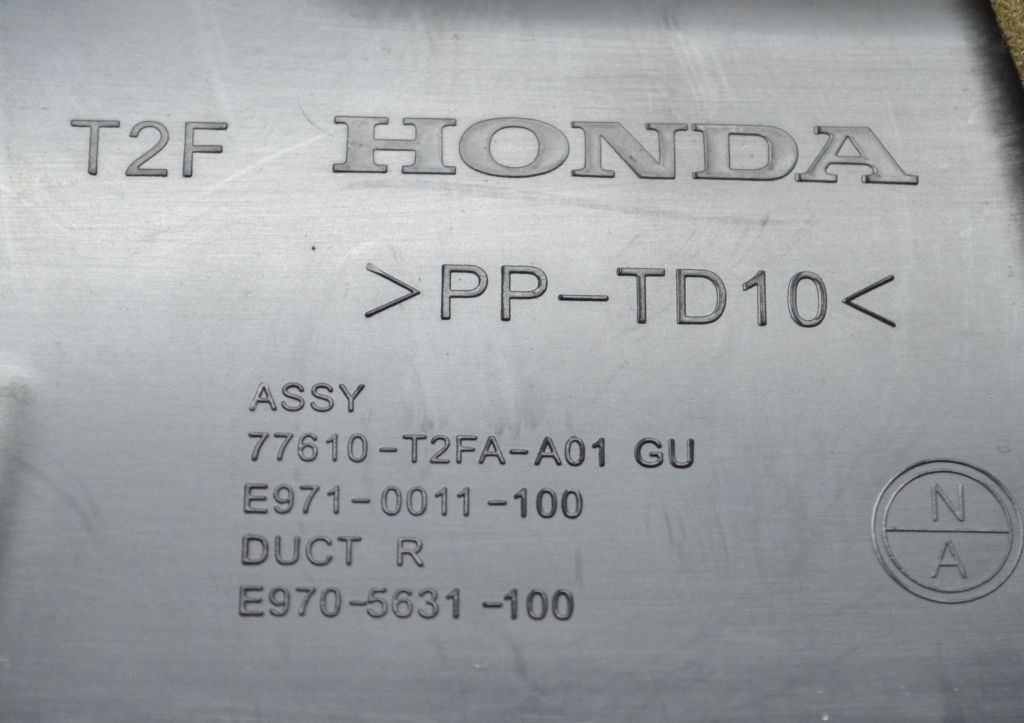 T2F HONDA
>PP-TD10<
ASSY
77610-T2FA-A01 GU
E971-0011-100
DUCT R
E970-5631-100
N
A